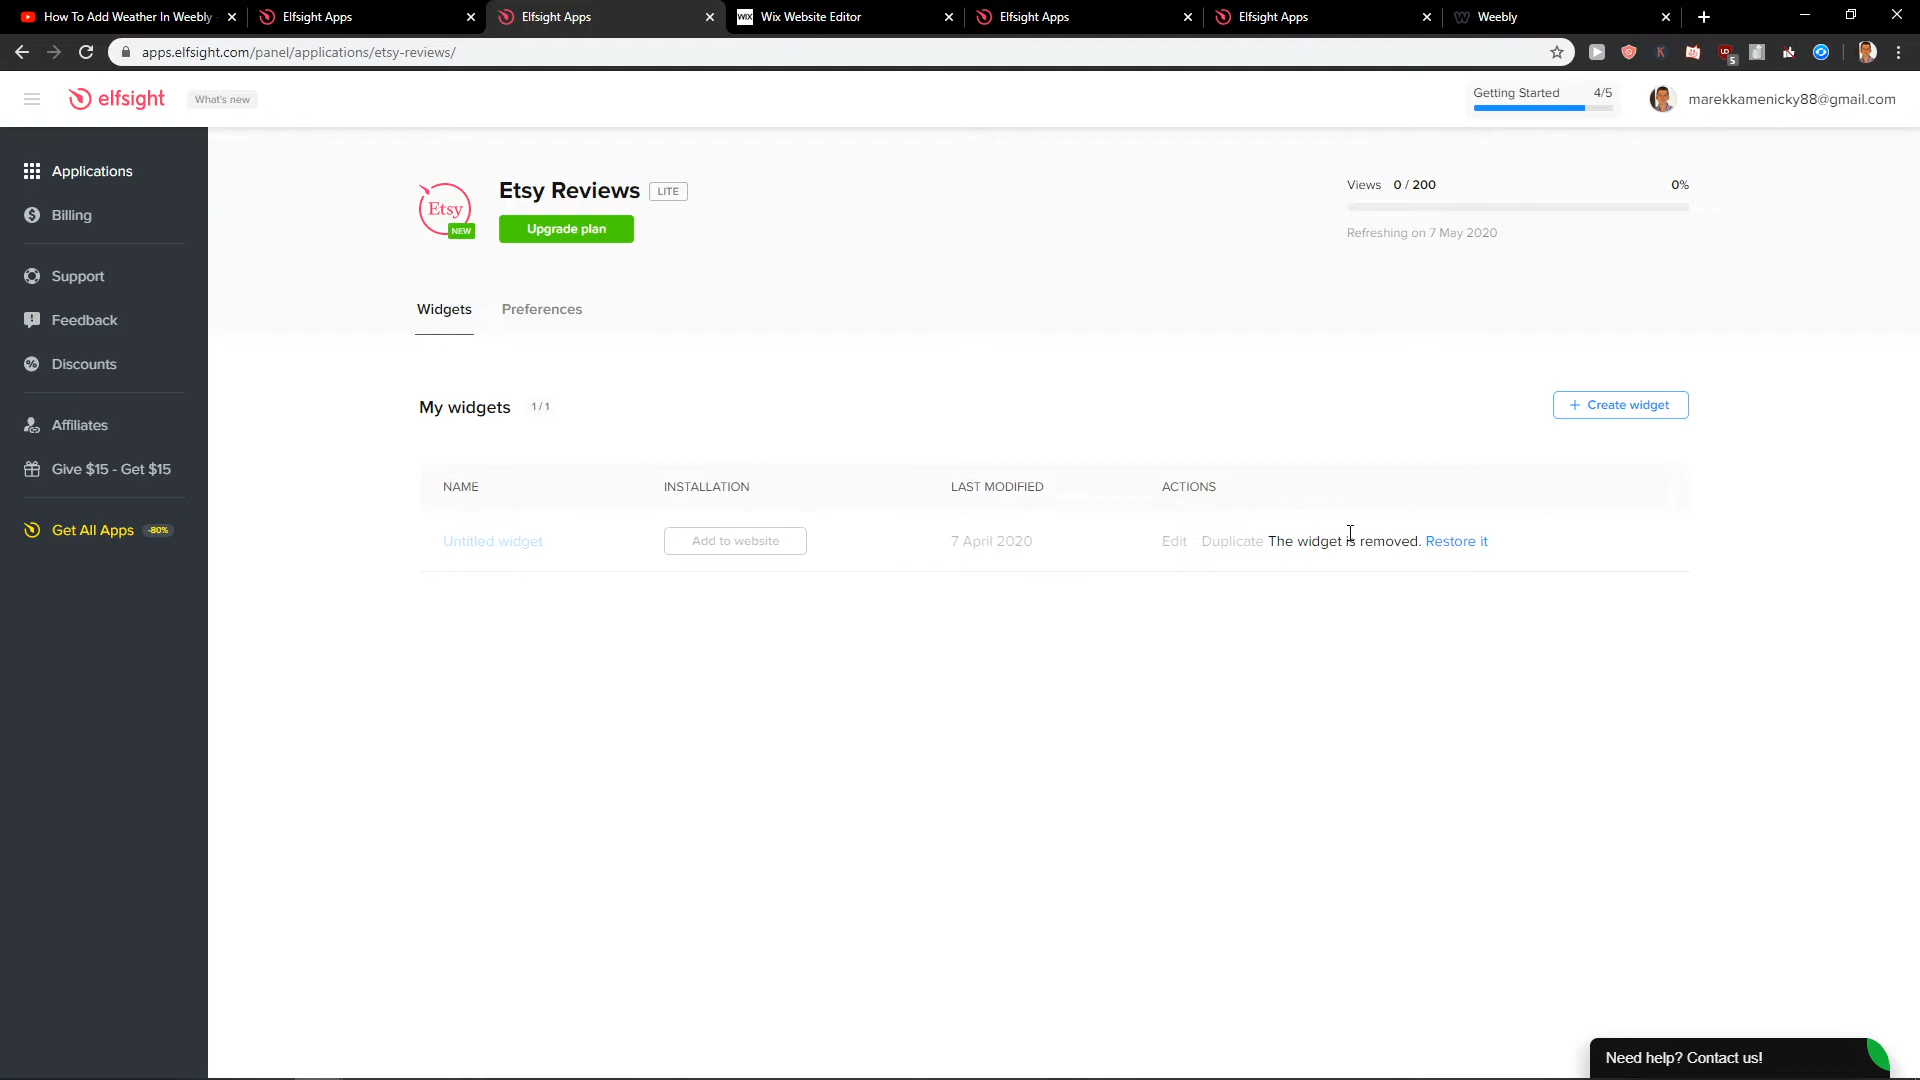 How To Add Weather In Weebly
Elfsight Apps
Elfsight Apps
WIX Wix Website Editor
Elfsight Apps
Elfsight Apps
Weebly
apps.elfsight.com/panel/applications/etsy-reviews/
5
elfsight
What's new
Getting Started 4/5
marekkamenicky88@gmail.com
Applications
Billing
Support
Feedback
Discounts
Affiliates
Give $15 - Get $15
Get All Apps -80%
Etsy
NEW
Etsy Reviews LITE
Upgrade plan
Views 0 / 200 0%
Refreshing on 7 May 2020
Widgets Preferences
My widgets 1 / 1
+ Create widget
NAME INSTALLATION LAST MODIFIED ACTIONS
Untitled widget Add to website 7 April 2020 Edit Duplicate The widget is removed. Restore it
Need help? Contact us!